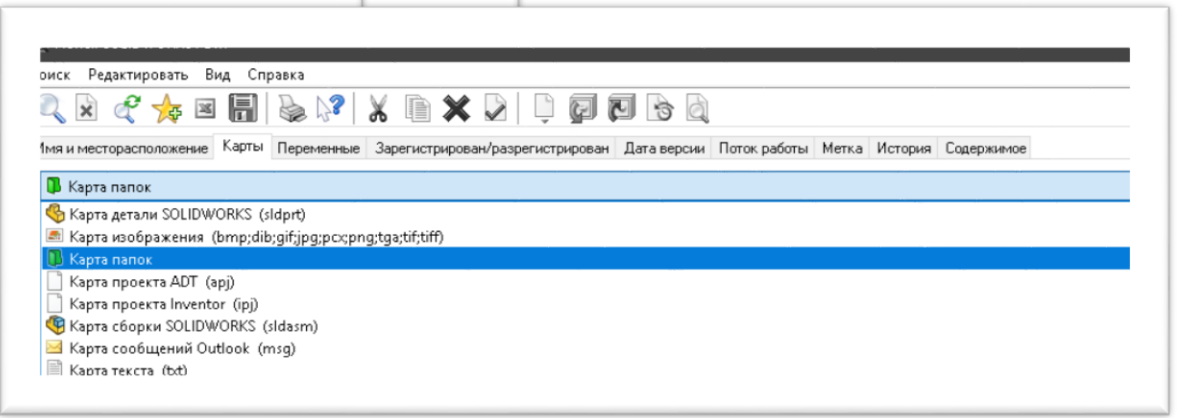 оиск Редактировать Вид Справка
Имя и месторасположение Карты Переменные Зарегистрирован/разрегистрирован Дата версии Поток работы Метка История Содержимое
Карта папок
Карта детали SOLIDWORKS (sldprt)
Карта изображения (bmp;dib;gif;jpg;pcx;png;tga;tif;tiff)
Карта папок
Карта проекта ADT (apj)
Карта проекта Inventor (ipj)
Карта сборки SOLIDWORKS (sldasm)
Карта сообщений Outlook (msg)
Карта текста (txt)